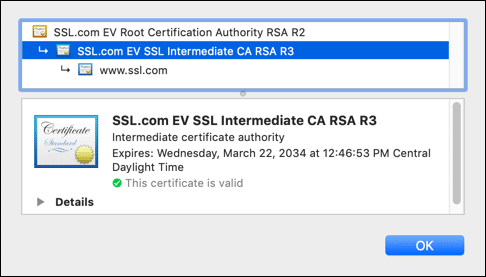 SSL.com EV Root Certification Authority RSA R2
SSL.com EV SSL Intermediate CA RSA R3
www.ssl.com
Certificate
Standard
SSL.com EV SSL Intermediate CA RSA R3
Intermediate certificate authority
Expires: Wednesday, March 22, 2034 at 12:46:53 PM Central
Daylight Time
This certificate is valid
Details
OK